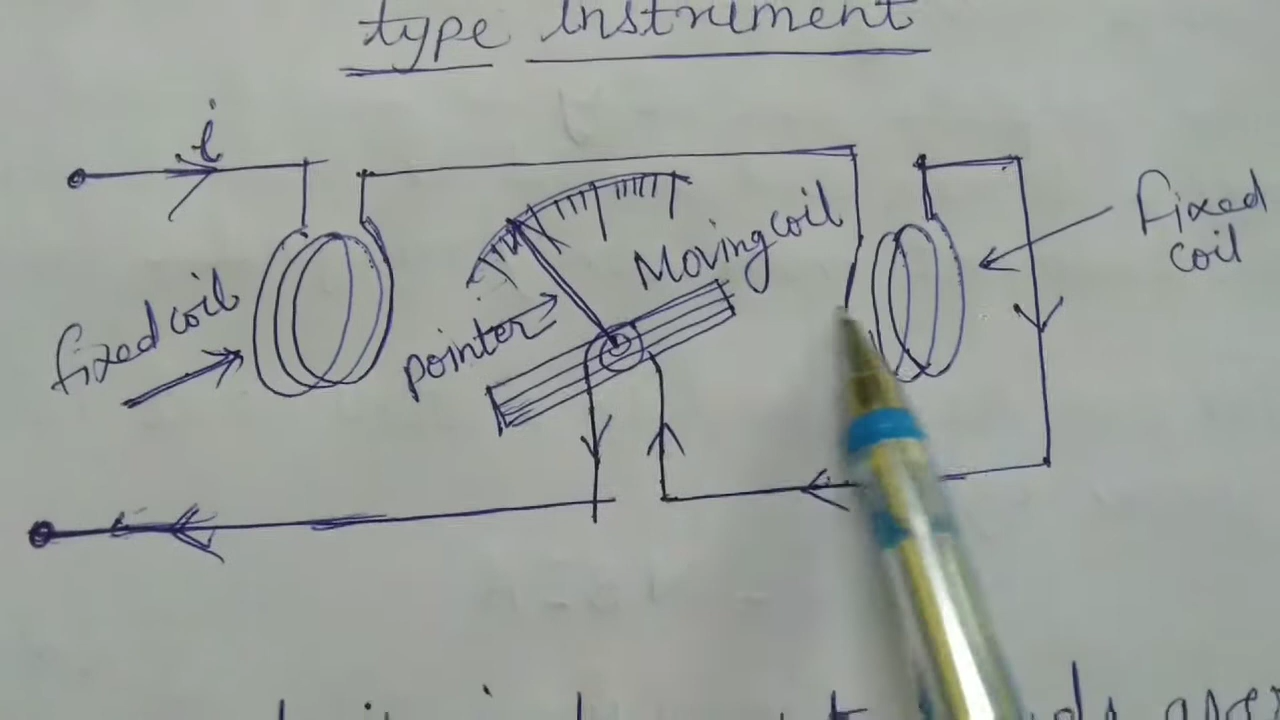 type Instrument
i
fixed coil
pointer
Moving coil
Fixed
coil